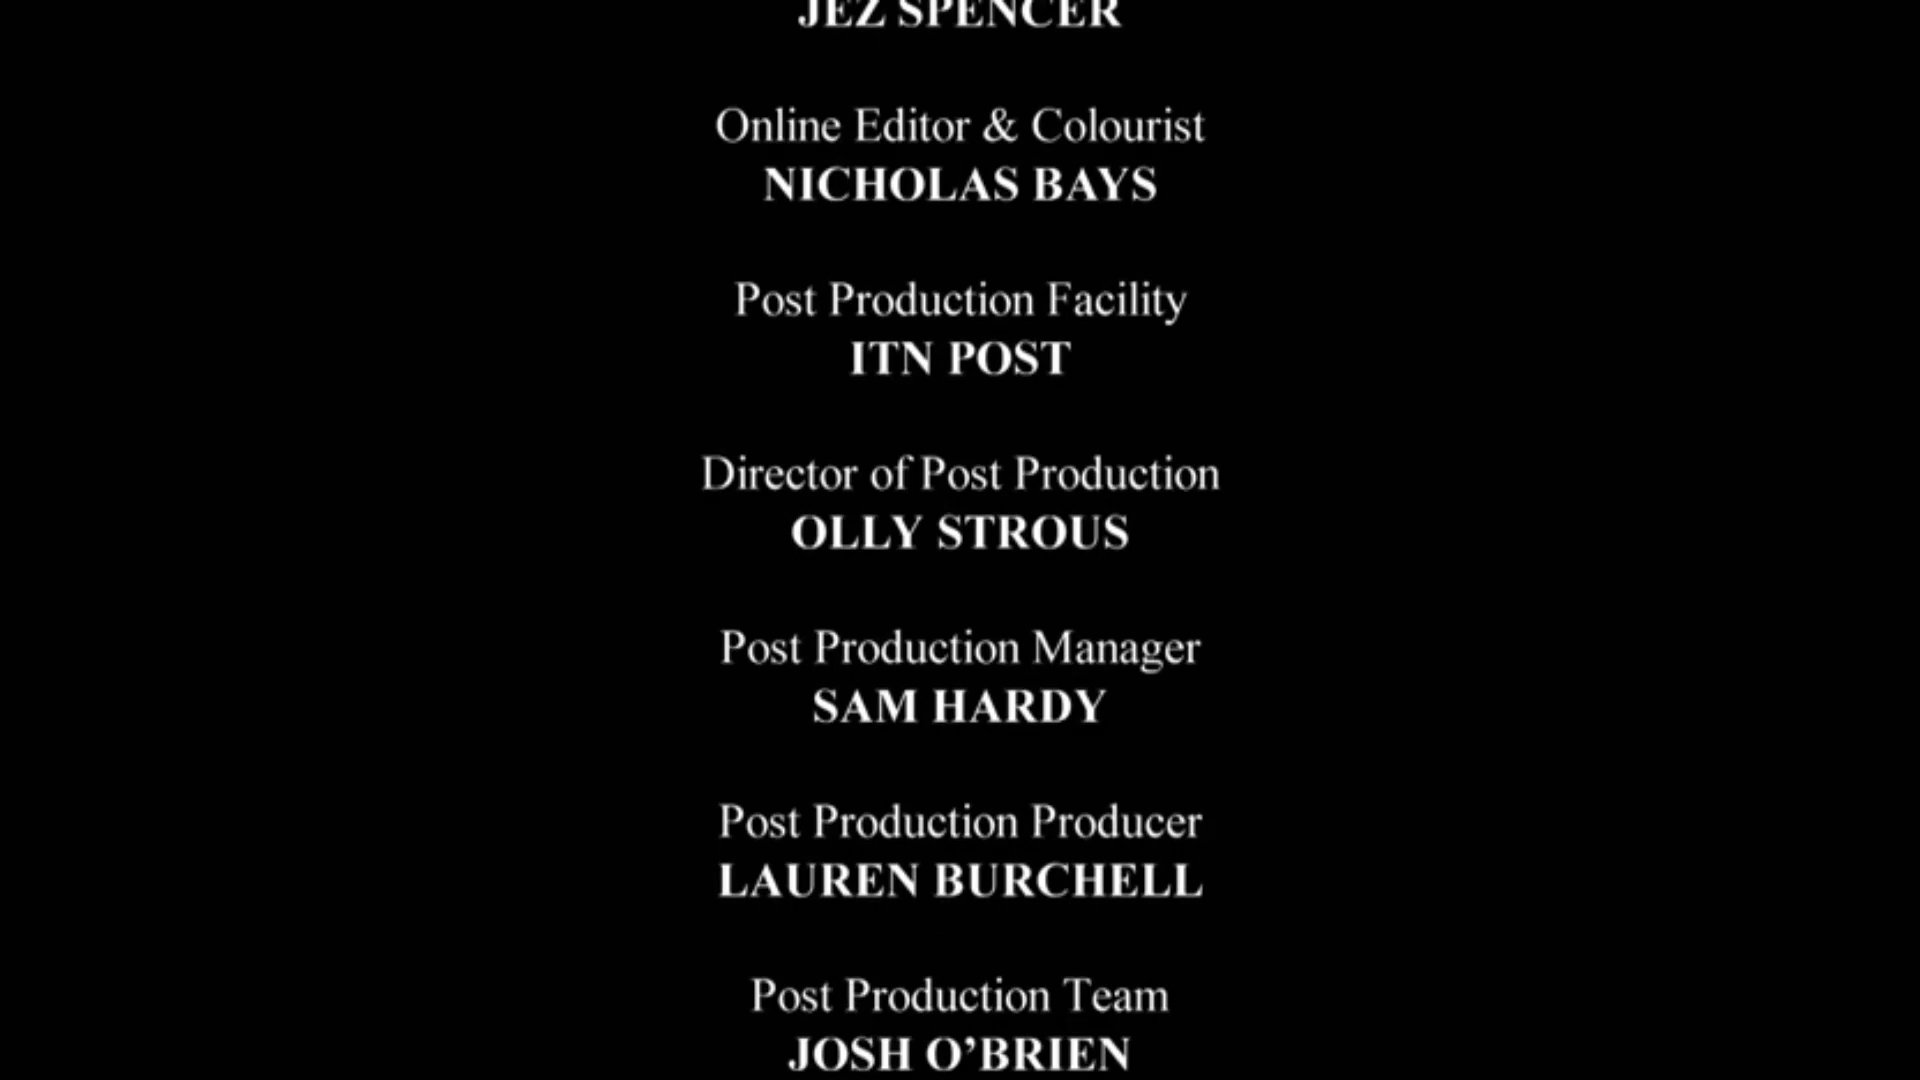 JEZ SPENCER
Online Editor & Colourist
NICHOLAS BAYS
Post Production Facility
ITN POST
Director of Post Production
OLLY STROUS
Post Production Manager
SAM HARDY
Post Production Producer
LAUREN BURCHELL
Post Production Team
JOSH O’BRIEN